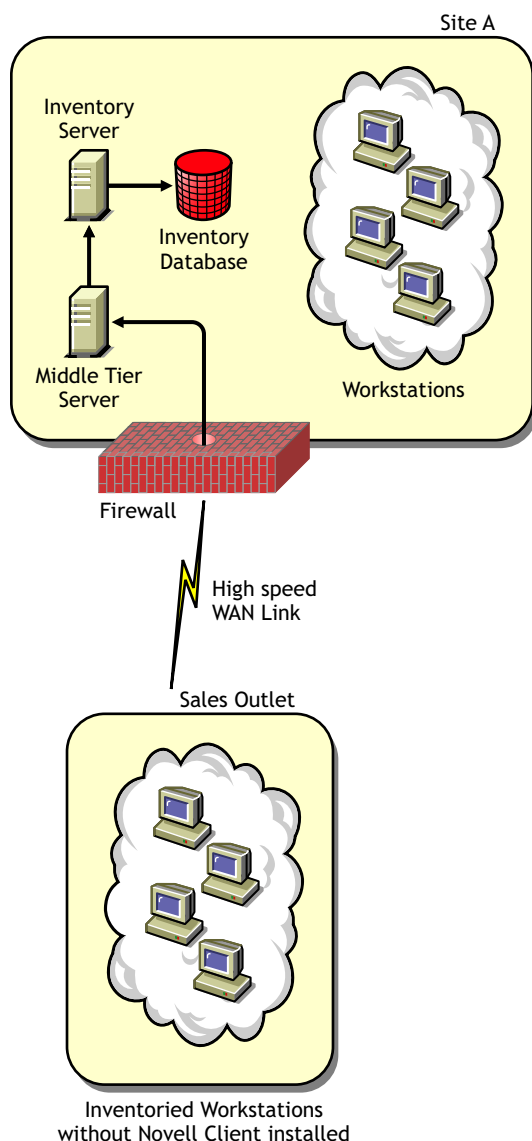 Site A
Inventory
Server
Inventory
Database
Middle Tier
Server
Workstations
Firewall
High speed
WAN Link
Sales Outlet
Inventoried Workstations
without Novell Client installed